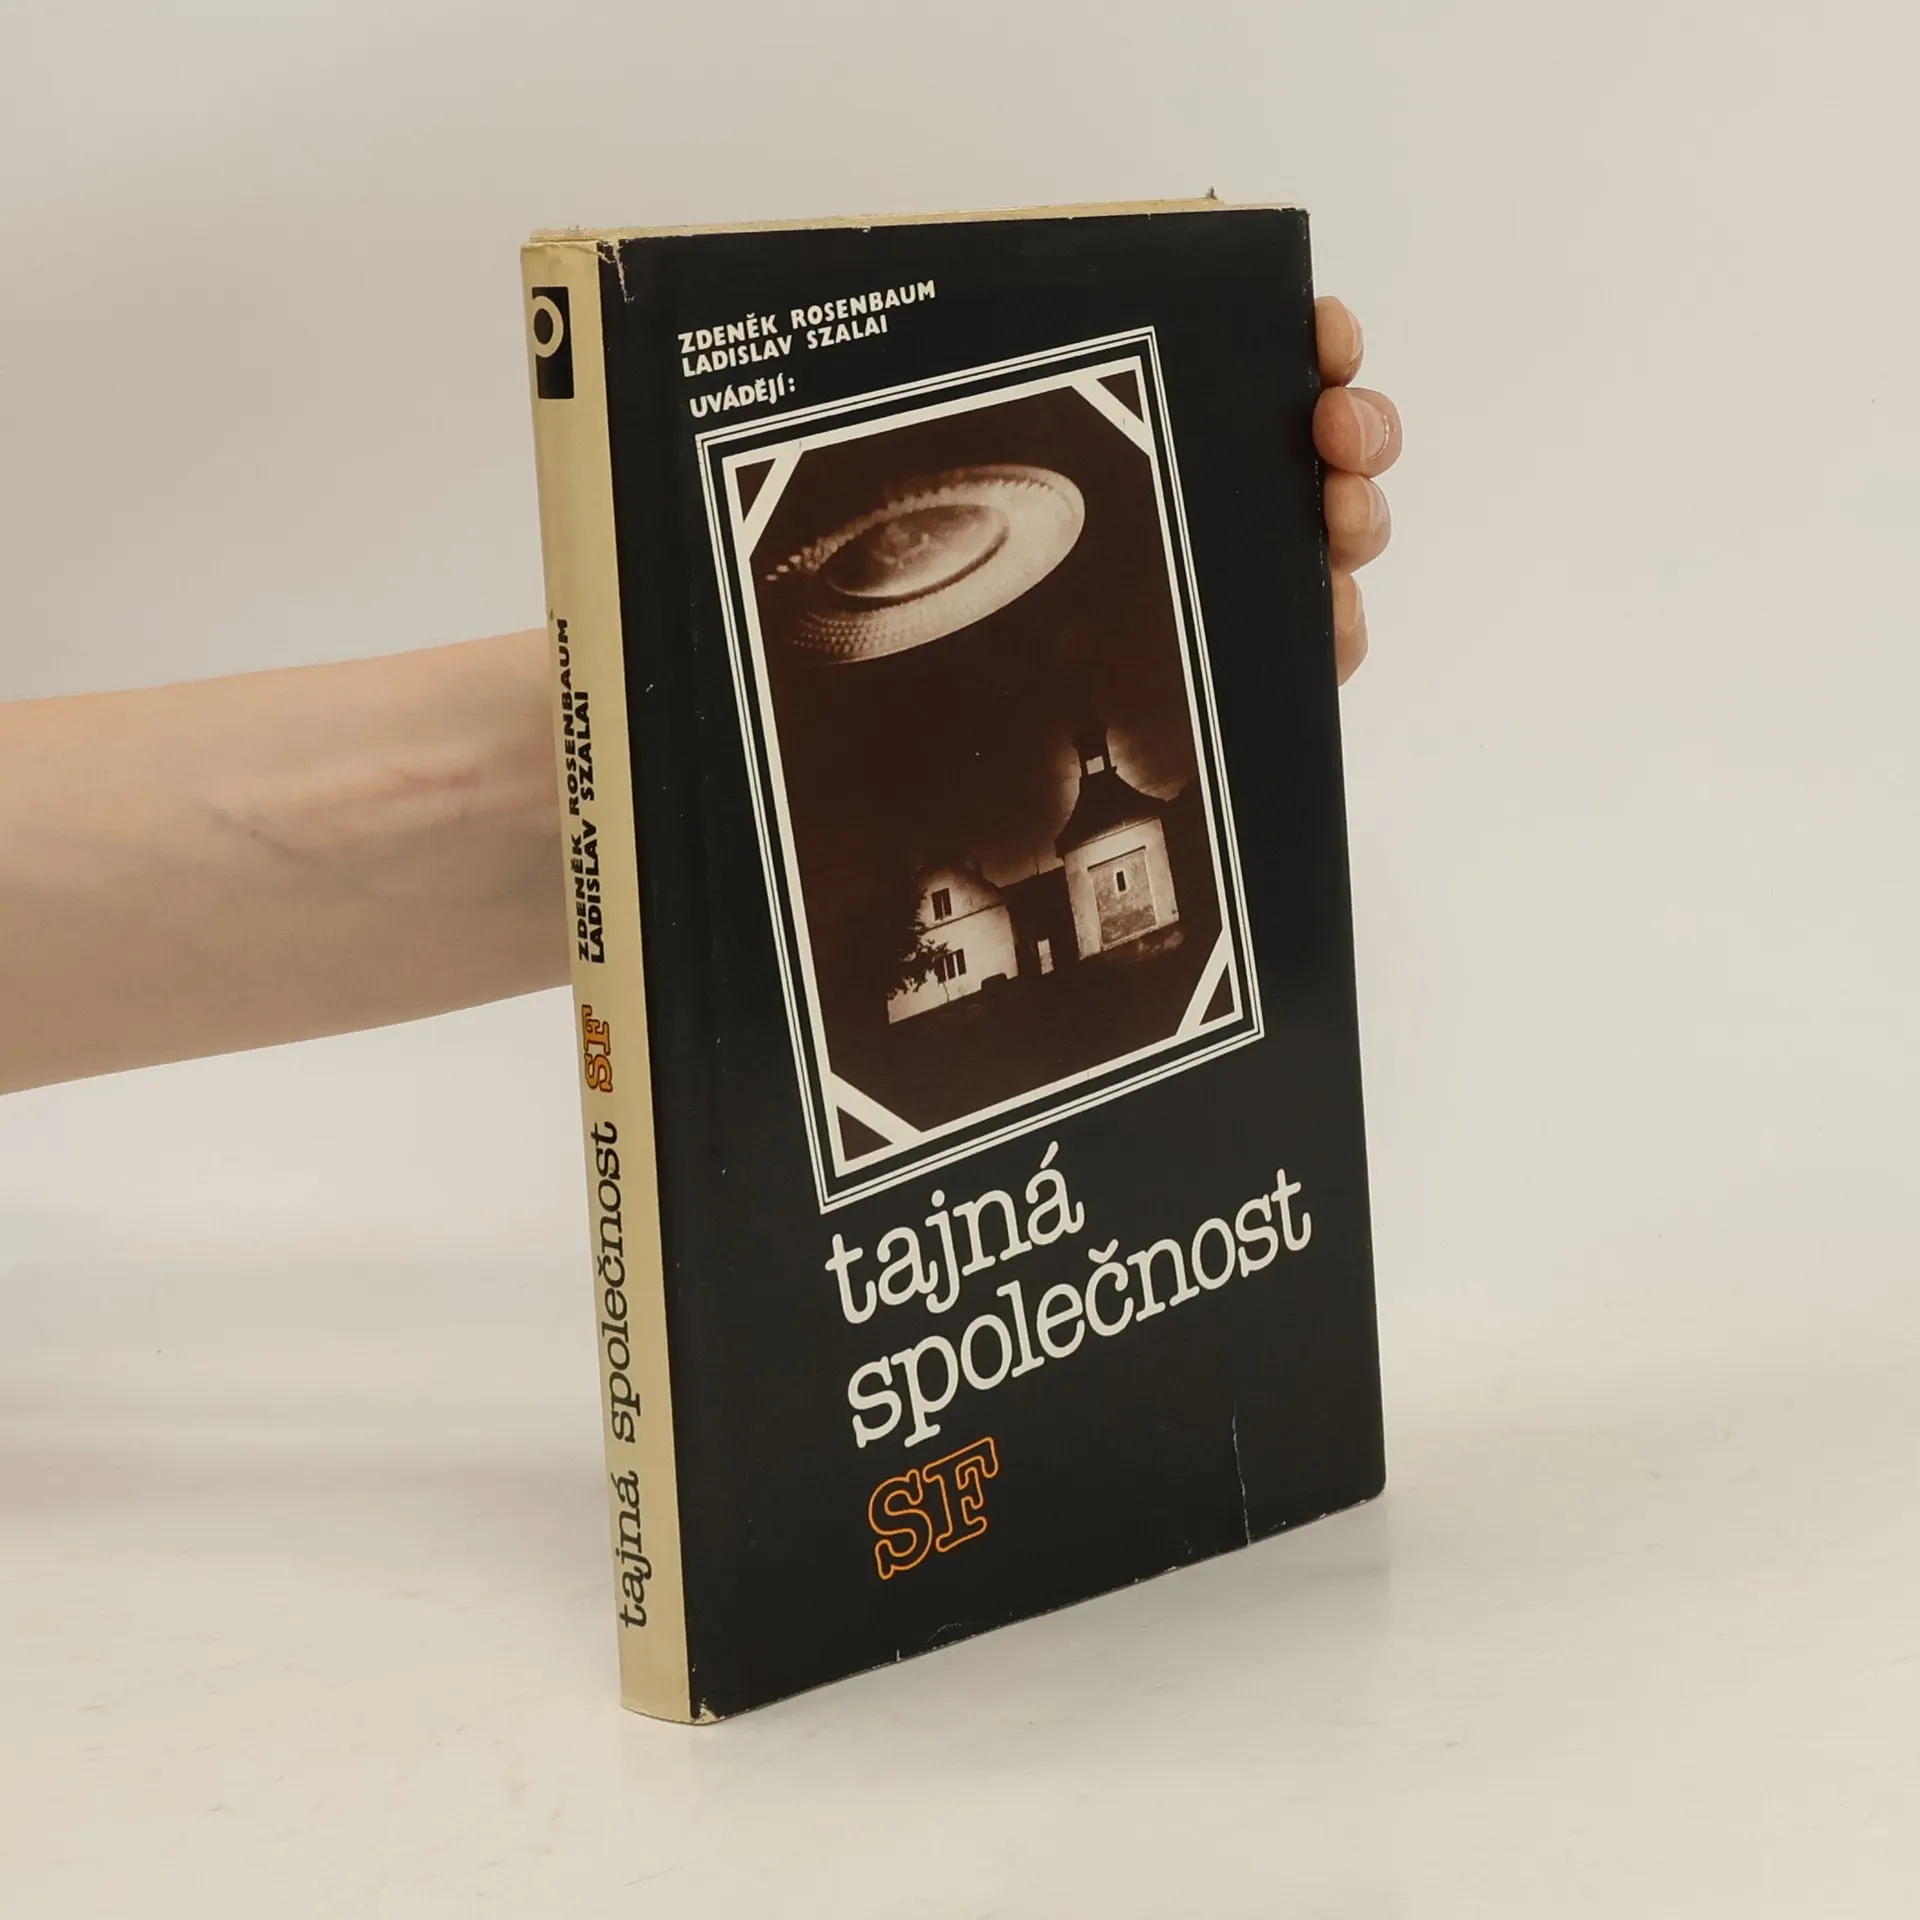 ZDENĚK ROSENBAUM
LADISLAV SZALAI
UVÁDĚJÍ:
tajná
společnost
SF
ZDENĚK ROSENBAUM
LADISLAV SZALAI
tajná společnost SF